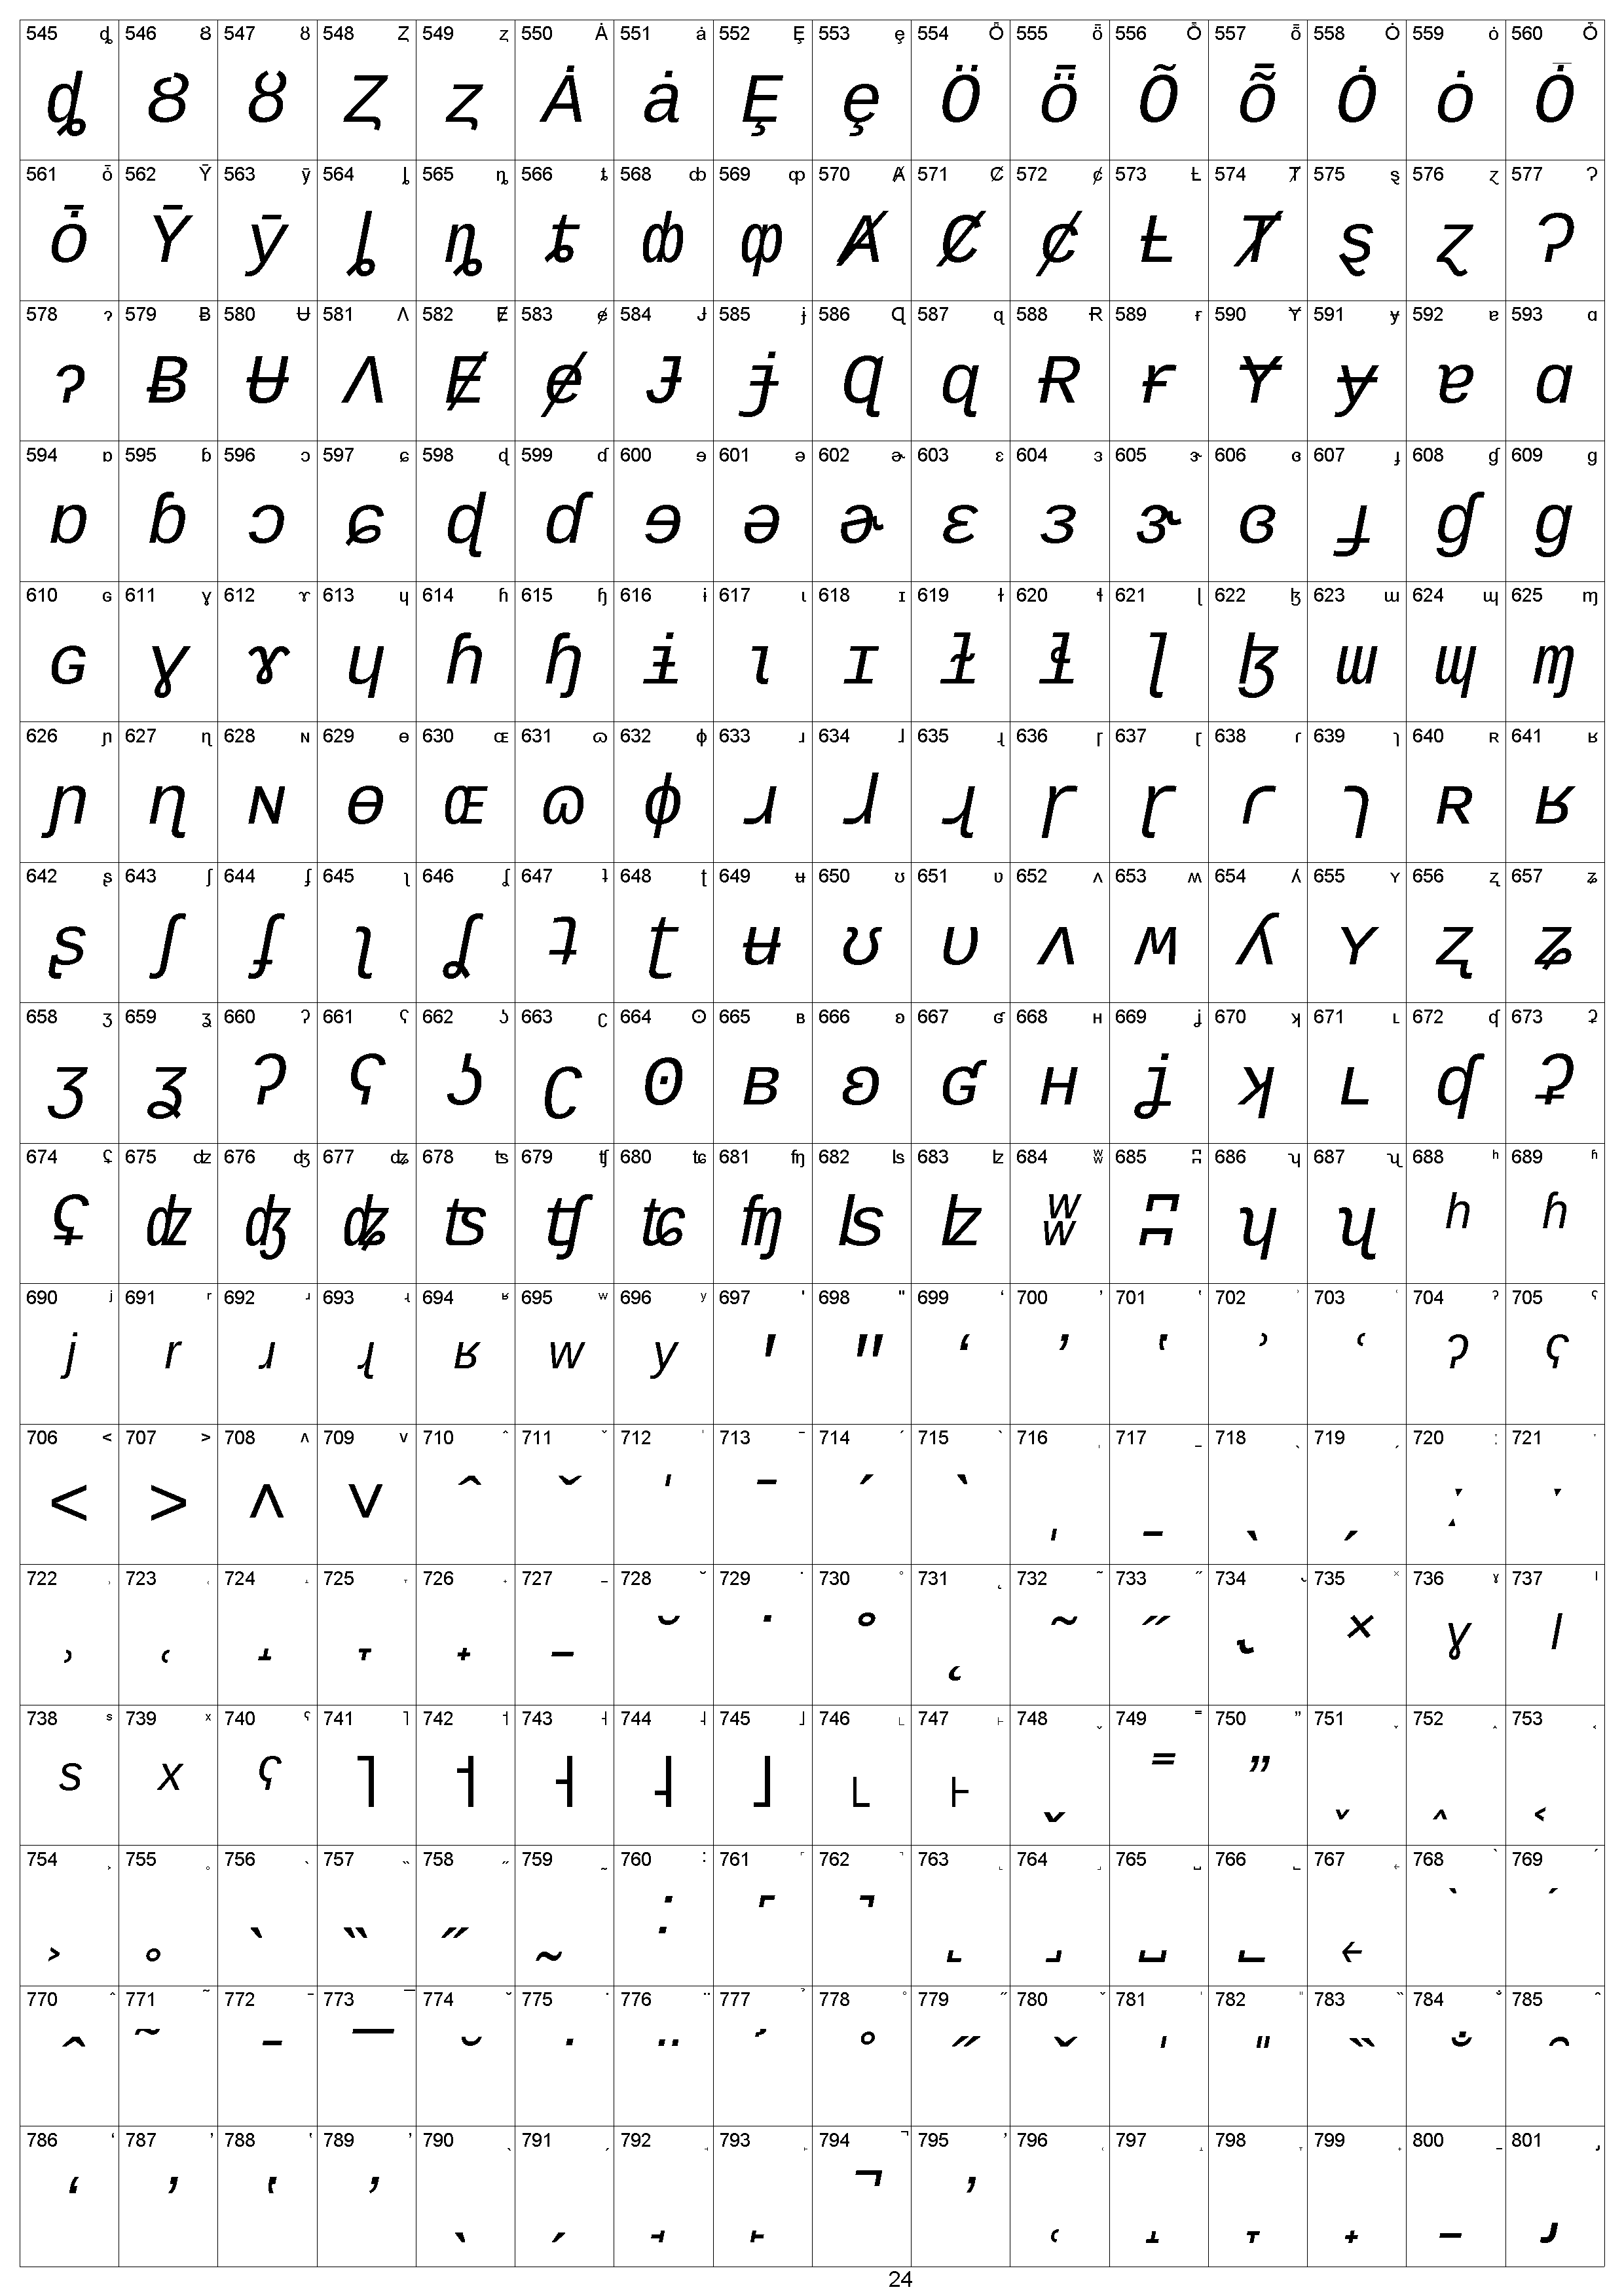 545 ȡ 546 Ȣ 547 ȣ 548 Ȥ 549 ȥ 550 Ȧ 551 ȧ 552 Ȩ 553 ȩ 554 Ȫ 555 ȫ 556 Ȭ 557 ȭ 558 Ȯ 559 ȯ 560 Ȱ
ȡ Ȣ ȣ Ȥ ȥ Ȧ ȧ Ȩ ȩ Ö ȫ Õ ȭ Ȯ ȯ Ȱ
561 ȱ 562 Ȳ 563 ȳ 564 ȴ 565 ȵ 566 ȶ 568 ȸ 569 ȹ 570 Ⱥ 571 Ȼ 572 ȼ 573 Ƚ 574 Ⱦ 575 ȿ 576 ɀ 577 Ɂ
ȱ Ȳ ȳ ȴ ȵ ȶ ȸ ȹ Ⱥ Ȼ ȼ Ƚ Ⱦ ȿ ɀ Ɂ
578 ɂ 579 Ƀ 580 Ʉ 581 Ʌ 582 Ɇ 583 ɇ 584 Ɉ 585 ɉ 586 Ɋ 587 ɋ 588 Ɍ 589 ɍ 590 Ɏ 591 ɏ 592 ɐ 593 ɑ
ɂ Ƀ Ʉ Ʌ Ɇ ɇ Ɉ ɉ Ɋ ɋ Ɍ ɍ Ɏ ɏ ɐ ɑ
594 ɒ 595 ɓ 596 ɔ 597 ɕ 598 ɖ 599 ɗ 600 ɘ 601 ə 602 ɚ 603 ɛ 604 ɜ 605 ɝ 606 ɞ 607 ɟ 608 ɠ 609 ɡ
ɒ ɓ ɔ ɕ ɖ ɗ ɘ ə ɚ ɛ ɜ ɝ ɞ ɟ ɠ ɡ
610 ɢ 611 ɣ 612 ɤ 613 ɥ 614 ɦ 615 ɧ 616 ɨ 617 ɩ 618 ɪ 619 ɫ 620 ɬ 621 ɭ 622 ɮ 623 ɯ 624 ɰ 625 ɱ
ɢ ɣ ɤ ɥ ɦ ɧ ɨ ɩ ɪ ɫ ɬ ɭ ɮ ɯ ɰ ɱ
626 ɲ 627 ɳ 628 ɴ 629 ɵ 630 ɶ 631 ɷ 632 ɸ 633 ɹ 634 ɺ 635 ɻ 636 ɼ 637 ɽ 638 ɾ 639 ɿ 640 ʀ 641 ʁ
ɲ ɳ ɴ ɵ ɶ ɷ ɸ ɹ ɺ ɻ ɼ ɽ ɾ ɿ ʀ ʁ
642 ʂ 643 ʃ 644 ʄ 645 ʅ 646 ʆ 647 ʇ 648 ʈ 649 ʉ 650 ʊ 651 ʋ 652 ʌ 653 ʍ 654 ʎ 655 ʏ 656 ʐ 657 ʑ
ʂ ʃ ʄ ʅ ʆ ʇ ʈ ʉ ʊ ʋ ʌ ʍ ʎ ʏ ʐ ʑ
658 ʒ 659 ʓ 660 ʔ 661 ʕ 662 ʖ 663 ʗ 664 ʘ 665 ʙ 666 ʚ 667 ʛ 668 ʜ 669 ʝ 670 ʞ 671 ʟ 672 ʠ 673 ʡ
ʒ ʓ ʔ ʕ ʖ ʗ ʘ ʙ ʚ ʛ ʜ ʝ ʞ ʟ ʠ ʡ
674 ʢ 675 ʣ 676 ʤ 677 ʥ 678 ʦ 679 ʧ 680 ʨ 681 ʩ 682 ʪ 683 ʫ 684 ʬ 685 ʭ 686 ʮ 687 ʯ 688 ʰ 689 ʱ
ʢ ʣ ʤ ʥ ʦ ʧ ʨ ʩ ʪ ʫ ʬ ʭ ʮ ʯ ʰ ʱ
690 ʲ 691 ʳ 692 ʴ 693 ʵ 694 ʶ 695 ʷ 696 ʸ 697 ʹ 698 ʺ 699 ʻ 700 ʼ 701 ʽ 702 ʾ 703 ʿ 704 ˀ 705 ˁ
ʲ ʳ ʴ ʵ ʶ ʷ ʸ ʹ ʺ ʻ ʼ ʽ ʾ ʿ ˀ ˁ
706 ˂ 707 ˃ 708 ˄ 709 ˅ 710 ˆ 711 ˇ 712 ˈ 713 ˉ 714 ˊ 715 ˋ 716 ˌ 717 ˍ 718 ˎ 719 ˏ 720 ː 721 ˑ
˂ ˃ ˄ ˅ ˆ ˇ ˈ ˉ ˊ ˋ ˌ ˍ ˎ ˏ ː ˑ
722 ˒ 723 ˓ 724 ˔ 725 ˕ 726 ˖ 727 ˗ 728 ˘ 729 ˙ 730 ˚ 731 ˛ 732 ˜ 733 ˝ 734 ˞ 735 ˟ 736 ˠ 737 ˡ
˒ ˓ ˔ ˕ ˖ ˗ ˘ ˙ ˚ ˛ ˜ ˝ ˞ ˟ ˠ ˡ
738 ˢ 739 ˣ 740 ˤ 741 ˥ 742 ˦ 743 ˧ 744 ˨ 745 ˩ 746 ˪ 747 ˫ 748 ˬ 749 ˭ 750 ˮ 751 ˯ 752 ˰ 753 ˱
ˢ ˣ ˤ ˥ ˦ ˧ ˨ ˩ ˪ ˫ ˬ ˭ ˮ ˯ ˰ ˱
754 ˲ 755 ˳ 756 ˴ 757 ˵ 758 ˶ 759 ˷ 760 ˸ 761 ˹ 762 ˺ 763 ˻ 764 ˼ 765 ˽ 766 ˾ 767 ˿ 768 ̀ 769 ́
˲ ˳ ˴ ˵ ˶ ˷ ˸ ˹ ˺ ˻ ˼ ˽ ˾ ˿ ̀ ́
770 ̂ 771 ̃ 772 ̄ 773 ̅ 774 ̆ 775 ̇ 776 ̈ 777 ̉ 778 ̊ 779 ̋ 780 ̌ 781 ̍ 782 ̎ 783 ̏ 784 ̐ 785 ̑
̂ ̃ ̄ ̅ ̆ ̇ ̈ ̉ ̊ ̋ ̌ ̍ ̎ ̏ ̐ ̑
786 ̒ 787 ̓ 788 ̔ 789 ̕ 790 ̖ 791 ̗ 792 ̘ 793 ̙ 794 ̚ 795 ̛ 796 ̜ 797 ̝ 798 ̞ 799 ̟ 800 ̠ 801 ̡
̒ ̓ ̔ ̕ ̖ ̗ ̘ ̙ ̚ ̛ ̜ ̝ ̞ ̟ ̠ ̡
24